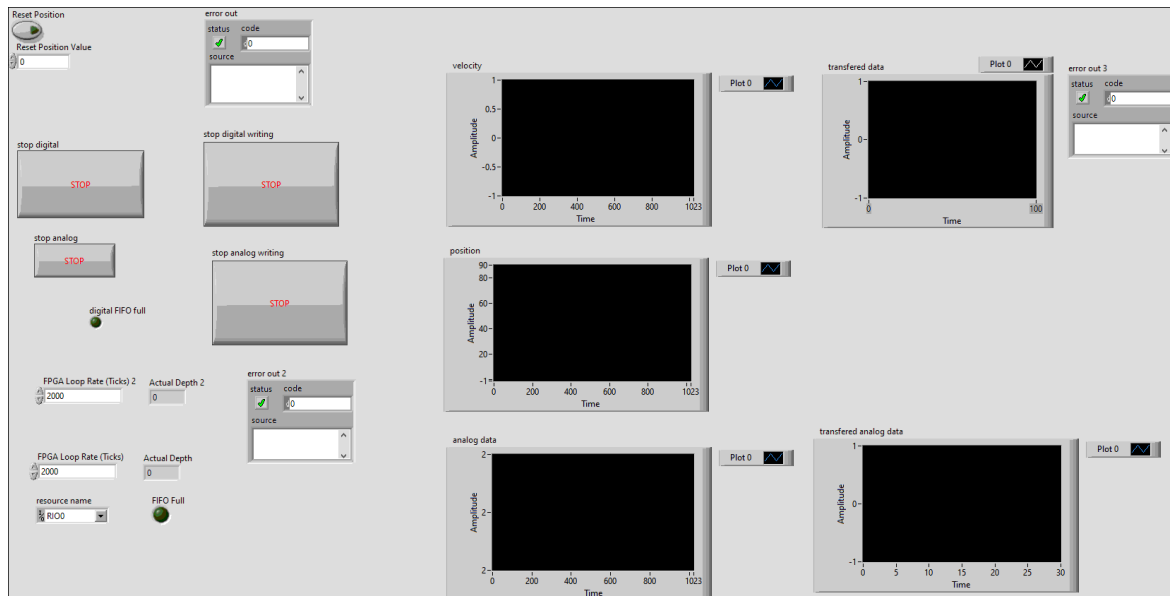 Reset Position
Reset Position Value
0
error out
status code
0
source
stop digital
STOP
stop digital writing
STOP
stop analog
STOP
stop analog writing
STOP
digital FIFO full
FPGA Loop Rate (Ticks) 2
2000
Actual Depth 2
0
error out 2
status code
0
source
FPGA Loop Rate (Ticks)
2000
Actual Depth
0
resource name
RIO0
FIFO Full
velocity
Plot 0
Amplitude
1
0.5
0
-0.5
-1
0 200 400 600 800 1023
Time
transfered data
Plot 0
Amplitude
1
0
-1
0 100
Time
error out 3
status code
0
source
position
Plot 0
Amplitude
90
80
60
40
20
-1
0 200 400 600 800 1023
Time
analog data
Plot 0
Amplitude
2
2
2
0 200 400 600 800 1023
Time
transfered analog data
Plot 0
Amplitude
1
0
-1
0 5 10 15 20 25 30
Time